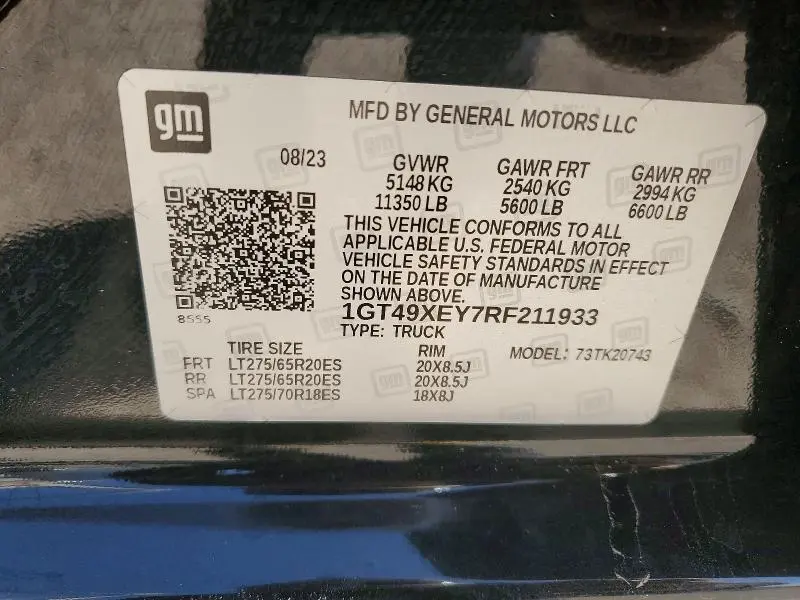 gm
MFD BY GENERAL MOTORS LLC
08/23
GVWR
5148 KG
11350 LB
GAWR FRT
2540 KG
5600 LB
GAWR RR
2994 KG
6600 LB
THIS VEHICLE CONFORMS TO ALL
APPLICABLE U.S. FEDERAL MOTOR
VEHICLE SAFETY STANDARDS IN EFFECT
ON THE DATE OF MANUFACTURE
SHOWN ABOVE.
8555
1GT49XEY7RF211933
TYPE: TRUCK
MODEL: 73TK20743
TIRE SIZE RIM
FRT LT275/65R20ES 20X8.5J
RR LT275/65R20ES 20X8.5J
SPA LT275/70R18ES 18X8J